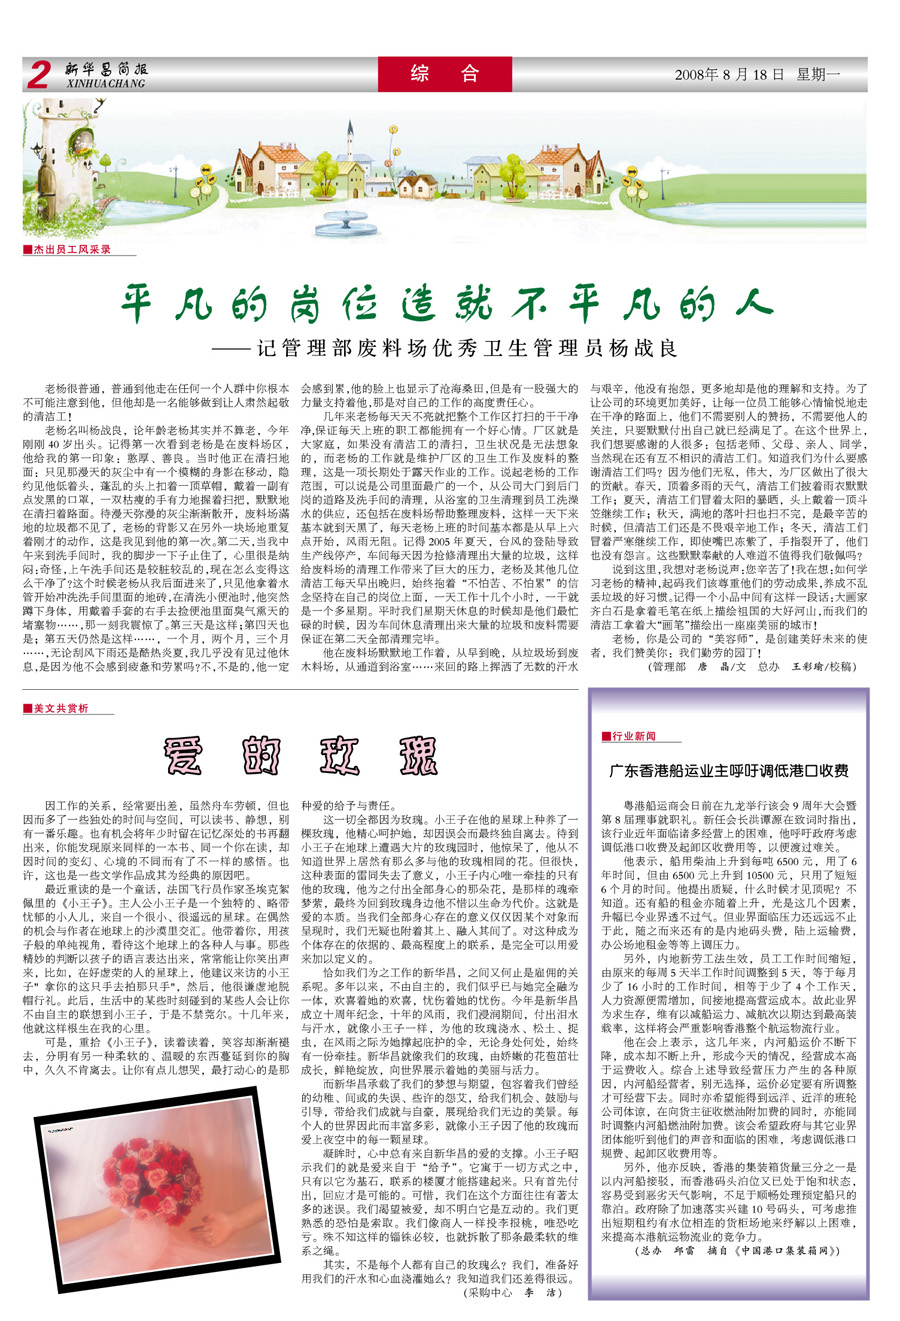 2
新华昌简报
XINHUACHANG
综 合
2008年 8 月 18 日 星期一
■杰出员工风采录
平凡的岗位造就不平凡的人
——记管理部废料场优秀卫生管理员杨战良
老杨很普通，普通到他走在任何一个人群中你根本
不可能注意到他，但他却是一名能够做到让人肃然起敬
的清洁工！
老杨名叫杨战良，论年龄老杨其实并不算老，今年
刚刚 40 岁出头。记得第一次看到老杨是在废料场区，
他给我的第一印象：憨厚、善良。当时他正在清扫地
面：只见那漫天的灰尘中有一个模糊的身影在移动，隐
约见他低着头，蓬乱的头上扣着一顶草帽，戴着一副有
点发黑的口罩，一双枯瘦的手有力地握着扫把，默默地
在清扫着路面。待漫天弥漫的灰尘渐渐散开，废料场满
地的垃圾都不见了，老杨的背影又在另外一块场地重复
着刚才的动作，这是我见到他的第一次。第二天，当我中
午来到洗手间时，我的脚步一下子止住了，心里很是纳
闷：奇怪，上午洗手间还是较脏较乱的，现在怎么变得这
么干净了？这个时候老杨从我后面进来了，只见他拿着水
管开始冲洗洗手间里面的地砖，在清洗小便池时，他突然
蹲下身体，用戴着手套的右手去捡便池里面臭气熏天的
堵塞物……，那一刻我震惊了。第三天是这样；第四天也
是；第五天仍然是这样……，一个月，两个月，三个月
……，无论刮风下雨还是酷热炎夏，我几乎没有见过他休
息，是因为他不会感到疲惫和劳累吗？不，不是的，他一定
会感到累，他的脸上也显示了沧海桑田，但是有一股强大的
力量支持着他，那是对自己的工作的高度责任心。
几年来老杨每天天不亮就把整个工作区打扫的干干净
净，保证每天上班的职工都能拥有一个好心情。厂区就是
大家庭，如果没有清洁工的清扫，卫生状况是无法想象
的，而老杨的工作就是维护厂区的卫生工作及废料的整
理，这是一项长期处于露天作业的工作。说起老杨的工作
范围，可以说是公司里面最广的一个，从公司大门到后门
岗的道路及洗手间的清理，从浴室的卫生清理到员工洗澡
水的供应，还包括在废料场帮助整理废料，这样一天下来
基本就到天黑了，每天老杨上班的时间基本都是从早上六
点开始，风雨无阻。记得 2005 年夏天，台风的登陆导致
生产线停产，车间每天因为抢修清理出大量的垃圾，这样
给废料场的清理工作带来了巨大的压力，老杨及其他几位
清洁工每天早出晚归，始终抱着“不怕苦、不怕累”的信
念坚持在自己的岗位上面，一天工作十几个小时，一干就
是一个多星期。平时我们星期天休息的时候却是他们最忙
碌的时候，因为车间休息清理出来大量的垃圾和废料需要
保证在第二天全部清理完毕。
他在废料场默默地工作着，从早到晚，从垃圾场到废
木料场，从通道到浴室……来回的路上挥洒了无数的汗水
与艰辛，他没有抱怨，更多地却是他的理解和支持。为了
让公司的环境更加美好，让每一位员工能够心情愉悦地走
在干净的路面上，他们不需要别人的赞扬，不需要他人的
关注，只要默默付出自己就已经满足了。在这个世界上，
我们想要感谢的人很多：包括老师、父母、亲人、同学，
当然现在还有互不相识的清洁工们。知道我们为什么要感
谢清洁工们吗？因为他们无私，伟大，为厂区做出了很大
的贡献。春天，顶着多雨的天气，清洁工们披着雨衣默默
工作；夏天，清洁工们冒着太阳的暴晒，头上戴着一顶斗
笠继续工作；秋天，满地的落叶扫也扫不完，是最辛苦的
时候，但清洁工们还是不畏艰辛地工作；冬天，清洁工们
冒着严寒继续工作，即使嘴巴冻紫了，手指裂开了，他们
也没有怨言。这些默默奉献的人难道不值得我们敬佩吗？
说到这里，我想对老杨说声：您辛苦了！我在想：如何学
习老杨的精神，起码我们该尊重他们的劳动成果，养成不乱
丢垃圾的好习惯。记得一个小品中间有这样一段话：大画家
齐白石是拿着毛笔在纸上描绘祖国的大好河山，而我们的
清洁工拿着大“画笔”描绘出一座座美丽的城市！
老杨，你是公司的“美容师”，是创建美好未来的使
者，我们赞美你：我们勤劳的园丁！
（管理部 唐 晶/文 总办 王彩瑜/校稿）
■美文共赏析
爱的玫瑰
因工作的关系，经常要出差，虽然舟车劳顿，但也
因而多了一些独处的时间与空间，可以读书、静想，别
有一番乐趣。也有机会将年少时留在记忆深处的书再翻
出来，你能发现原来同样的一本书、同一个你在读，却
因时间的变幻、心境的不同而有了不一样的感悟。也
许，这也是一些文学作品成其为经典的原因吧。
最近重读的是一个童话，法国飞行员作家圣埃克絮
佩里的《小王子》。主人公小王子是一个独特的、略带
忧郁的小人儿，来自一个很小、很遥远的星球。在偶然
的机会与作者在地球上的沙漠里交汇。他带着你，用孩
子般的单纯视角，看待这个地球上的各种人与事。那些
精妙的判断以孩子的语言表达出来，常常能让你笑出声
来，比如，在好虚荣的人的星球上，他建议来访的小王
子" 拿你的这只手去拍那只手"，然后，他很谦虚地脱
帽行礼。此后，生活中的某些时刻碰到的某些人会让你
不由自主的联想到小王子，于是不禁莞尔。十几年来，
他就这样根生在我的心里。
可是，重拾《小王子》，读着读着，笑容却渐渐褪
去，分明有另一种柔软的、温暖的东西蔓延到你的胸
中，久久不肯离去。让你有点儿想哭，最打动心的是那
种爱的给予与责任。
这一切全都因为玫瑰。小王子在他的星球上种养了一
棵玫瑰，他精心呵护她，却因误会而最终独自离去。待到
小王子在地球上遭遇大片的玫瑰园时，他惊呆了，他从不
知道世界上居然有那么多与他的玫瑰相同的花。但很快，
这种表面的雷同失去了意义，小王子内心唯一牵挂的只有
他的玫瑰，他为之付出全部身心的那朵花，是那样的魂牵
梦萦，最终为回到玫瑰身边他不惜以生命为代价。这就是
爱的本质。当我们全部身心存在的意义仅仅因某个对象而
呈现时，我们无疑也附着其上、融入其间了。对这种成为
个体存在的依据的、最高程度上的联系，是完全可以用爱
来加以定义的。
恰如我们为之工作的新华昌，之间又何止是雇佣的关
系呢。多年以来，不由自主的，我们似乎已与她完全融为
一体，欢喜着她的欢喜，忧伤着她的忧伤。今年是新华昌
成立十周年纪念，十年的风雨，我们浸润期间，付出泪水
与汗水，就像小王子一样，为他的玫瑰浇水、松土、捉
虫，在风雨之际为她撑起庇护的伞，无论身处何处，始终
有一份牵挂。新华昌就像我们的玫瑰，由娇嫩的花苞茁壮
成长，鲜艳绽放，向世界展示着她的美丽与活力。
而新华昌承载了我们的梦想与期望，包容着我们曾经
的幼稚、间或的失误、些许的怨艾，给我们机会、鼓励与
引导，带给我们成就与自豪，展现给我们无边的美景。每
个人的世界因此而丰富多彩，就像小王子因了他的玫瑰而
爱上夜空中的每一颗星球。
凝眸时，心中总有来自新华昌的爱的支撑。小王子昭
示我们的就是爱来自于“给予”。它寓于一切方式之中，
只有以它为基石，联系的楼厦才能搭建起来。只有首先付
出，回应才是可能的。可惜，我们在这个方面往往有著太
多的迷误。我们渴望被爱，却不明白它是互动的。我们更
熟悉的恐怕是索取。我们像商人一样投李报桃，唯恐吃
亏。殊不知这样的锱铢必较，也就拆散了那条最柔软的维
系之绳。
其实，不是每个人都有自己的玫瑰么？我们，准备好
用我们的汗水和心血浇灌她么？我知道我们还差得很远。
（采购中心 李 洁）
■行业新闻
广东香港船运业主呼吁调低港口收费
粤港船运商会日前在九龙举行该会 9 周年大会暨
第 8 届理事就职礼。新任会长洪谭源在致词时指出，
该行业近年面临诸多经营上的困难，他呼吁政府考虑
调低港口收费及起卸区收费用等，以便渡过难关。
他表示，船用柴油上升到每吨 6500 元，用了 6
年时间，但由 6500 元上升到 10500 元，只用了短短
6 个月的时间。他提出质疑，什么时候才见顶呢？不
知道。还有船的租金亦随着上升，光是这几个因素，
升幅已令业界透不过气。但业界面临压力还远远不止
于此，随之而来还有的是内地码头费，陆上运输费，
办公场地租金等等上调压力。
另外，内地新劳工法生效，员工工作时间缩短，
由原来的每周 5 天半工作时间调整到 5 天，等于每月
少了 16 小时的工作时间，相等于少了 4 个工作天，
人力资源便需增加，间接地提高营运成本。故此业界
为求生存，维有以减船运力、减航次以期达到最高装
载率，这样将会严重影响香港整个航运物流行业。
他在会上表示，这几年来，内河船运价不断下
降，成本却不断上升，形成今天的情况，经营成本高
于运费收入。综合上述导致经营压力产生的各种原
因，内河船经营者，别无选择，运价必定要有所调整
才可经营下去。同时亦希望能得到远洋、近洋的班轮
公司体谅，在向货主征收燃油附加费的同时，亦能同
时调整内河船燃油附加费。该会希望政府与其它业界
团体能听到他们的声音和面临的困难，考虑调低港口
规费、起卸区收费用等。
另外，他亦反映，香港的集装箱货量三分之一是
以内河船接驳，而香港码头泊位又已处于饱和状态，
容易受到恶劣天气影响，不足于顺畅处理预定船只的
靠泊。政府除了加速落实兴建 10 号码头，可考虑推
出短期租约有水位相连的货柜场地来纾解以上困难，
来提高本港航运物流业的竞争力。
（总办 邱雷 摘自《中国港口集装箱网》）